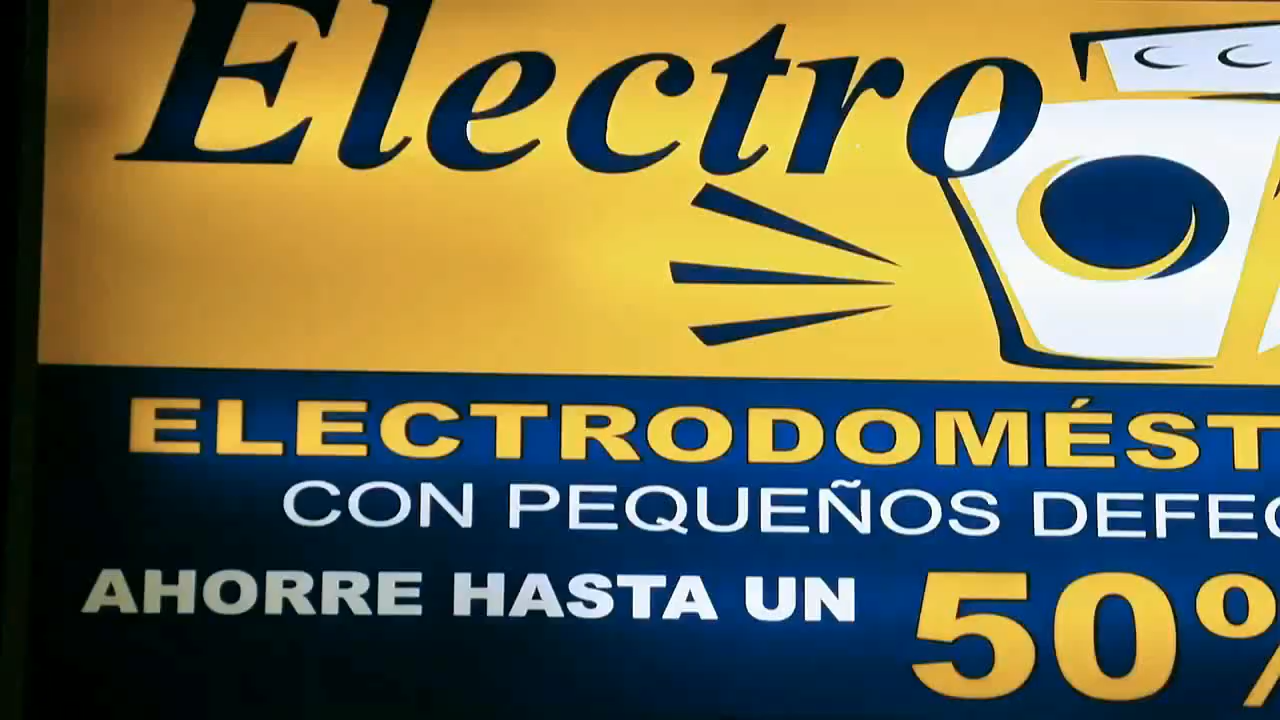 Electro
ELECTRODOMÉST
CON PEQUEÑOS DEFEC
AHORRE HASTA UN 50%